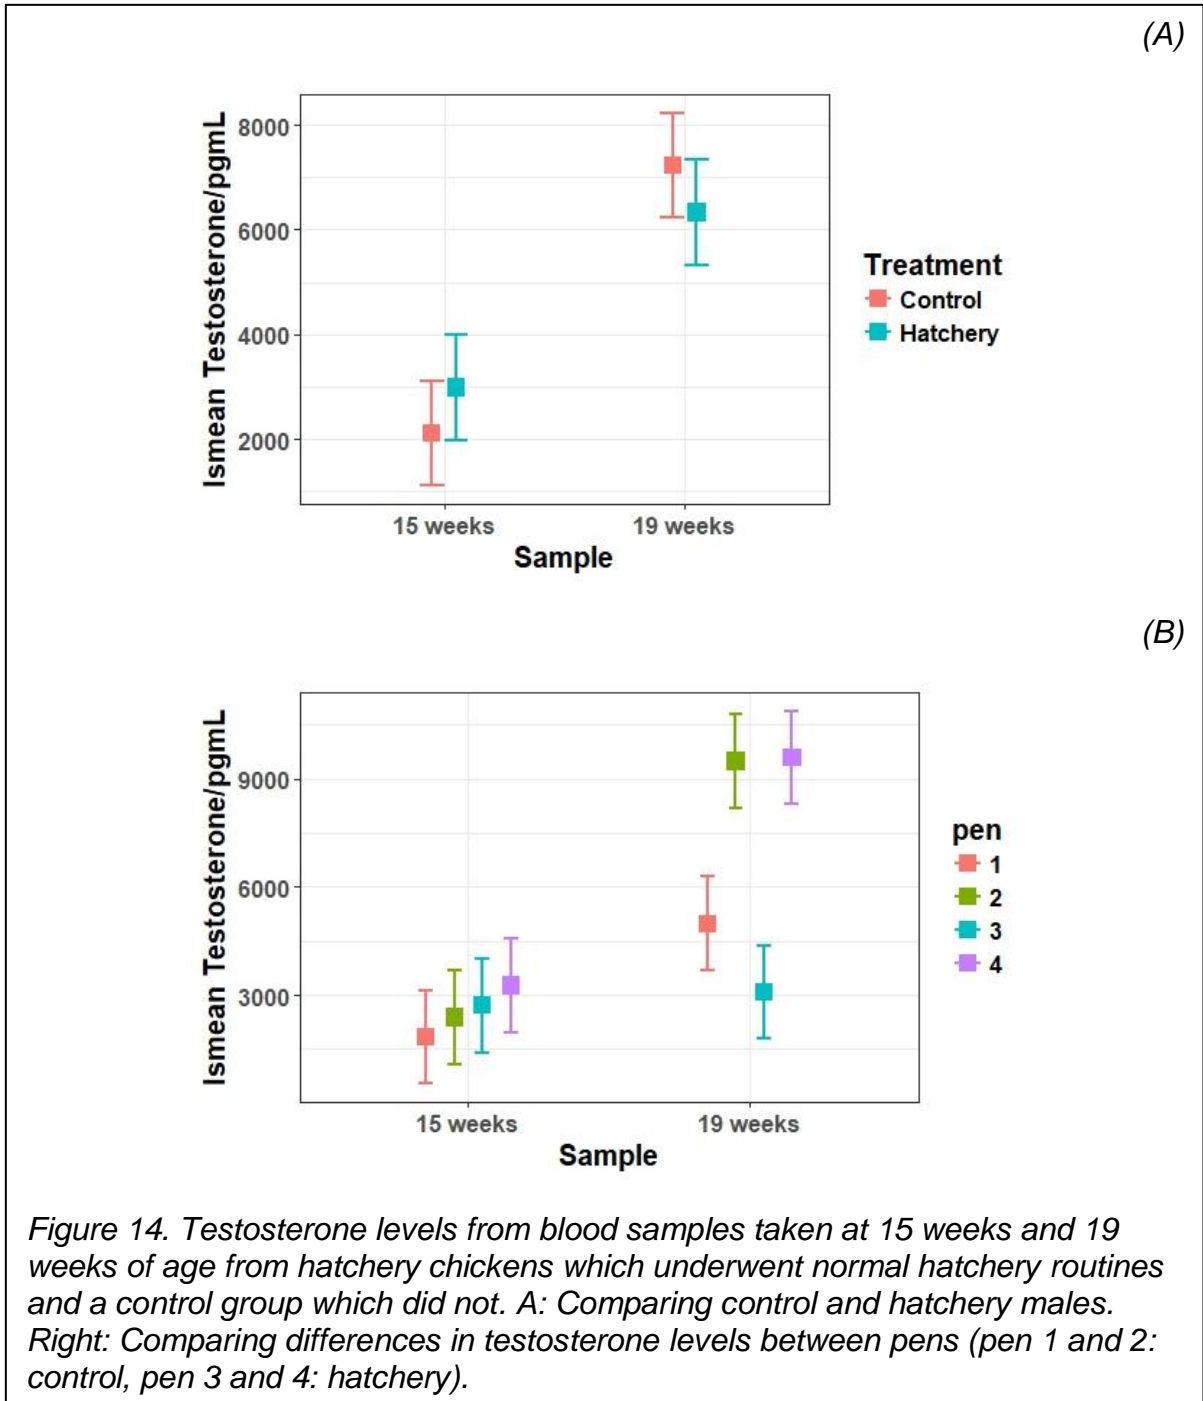 (A)
lsmean Testosterone/pgmL
8000
6000
4000
2000
15 weeks
19 weeks
Sample
Treatment
Control
Hatchery
(B)
lsmean Testosterone/pgmL
9000
6000
3000
15 weeks
19 weeks
Sample
pen
1
2
3
4
Figure 14. Testosterone levels from blood samples taken at 15 weeks and 19
weeks of age from hatchery chickens which underwent normal hatchery routines
and a control group which did not. A: Comparing control and hatchery males.
Right: Comparing differences in testosterone levels between pens (pen 1 and 2:
control, pen 3 and 4: hatchery).